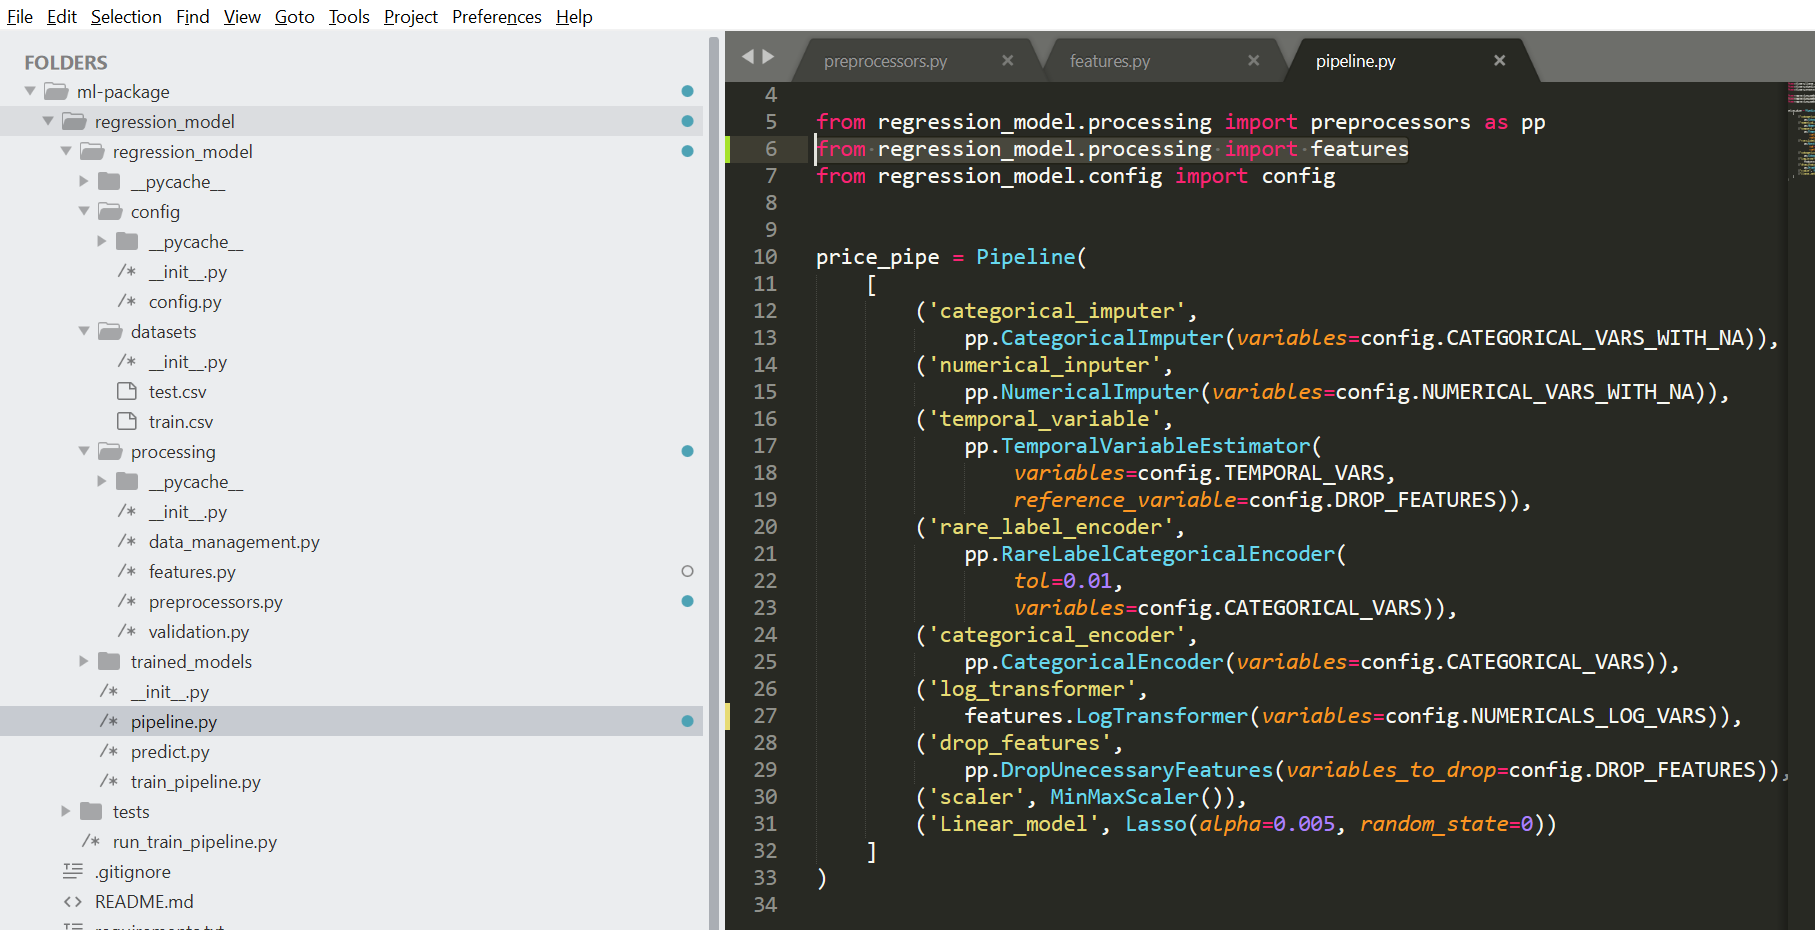 File Edit Selection Find View Goto Tools Project Preferences Help
FOLDERS
ml-package
regression_model
regression_model
__pycache__
config
__pycache__
/* __init__.py
/* config.py
datasets
/* __init__.py
test.csv
train.csv
processing
__pycache__
/* __init__.py
/* data_management.py
/* features.py
/* preprocessors.py
/* validation.py
trained_models
/* __init__.py
/* pipeline.py
/* predict.py
/* train_pipeline.py
tests
/* run_train_pipeline.py
.gitignore
<> README.md
requirements.txt
preprocessors.py × features.py × pipeline.py ×
4
5 from regression_model.processing import preprocessors as pp
6 from regression_model.processing import features
7 from regression_model.config import config
8
9
10 price_pipe = Pipeline(
11 [
12 ('categorical_imputer',
13 pp.CategoricalImputer(variables=config.CATEGORICAL_VARS_WITH_NA)),
14 ('numerical_inputer',
15 pp.NumericalImputer(variables=config.NUMERICAL_VARS_WITH_NA)),
16 ('temporal_variable',
17 pp.TemporalVariableEstimator(
18 variables=config.TEMPORAL_VARS,
19 reference_variable=config.DROP_FEATURES)),
20 ('rare_label_encoder',
21 pp.RareLabelCategoricalEncoder(
22 tol=0.01,
23 variables=config.CATEGORICAL_VARS)),
24 ('categorical_encoder',
25 pp.CategoricalEncoder(variables=config.CATEGORICAL_VARS)),
26 ('log_transformer',
27 features.LogTransformer(variables=config.NUMERICALS_LOG_VARS)),
28 ('drop_features',
29 pp.DropUnecessaryFeatures(variables_to_drop=config.DROP_FEATURES)),
30 ('scaler', MinMaxScaler()),
31 ('Linear_model', Lasso(alpha=0.005, random_state=0))
32 ]
33 )
34